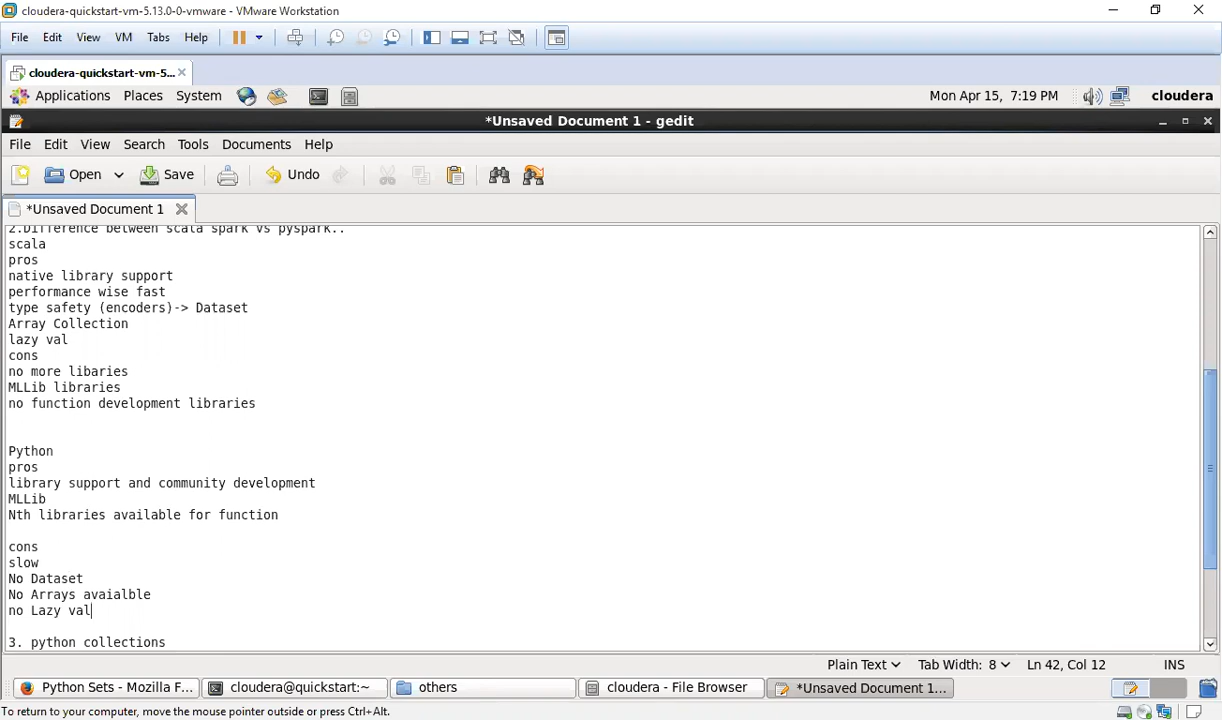 cloudera-quickstart-vm-5.13.0-0-vmware - VMware Workstation
File Edit View VM Tabs Help
cloudera-quickstart-vm-5...
Applications Places System Mon Apr 15, 7:19 PM cloudera
*Unsaved Document 1 - gedit
File Edit View Search Tools Documents Help
Open Save Undo
*Unsaved Document 1
2.Difference between scala spark vs pyspark..
scala
pros
native library support
performance wise fast
type safety (encoders)-> Dataset
Array Collection
lazy val
cons
no more libaries
MLLib libraries
no function development libraries
Python
pros
library support and community development
MLLib
Nth libraries available for function
cons
slow
No Dataset
No Arrays avaialble
no Lazy val
3. python collections
Plain Text Tab Width: 8 Ln 42, Col 12 INS
Python Sets - Mozilla F... cloudera@quickstart:~ others cloudera - File Browser *Unsaved Document 1...
To return to your computer, move the mouse pointer outside or press Ctrl+Alt.